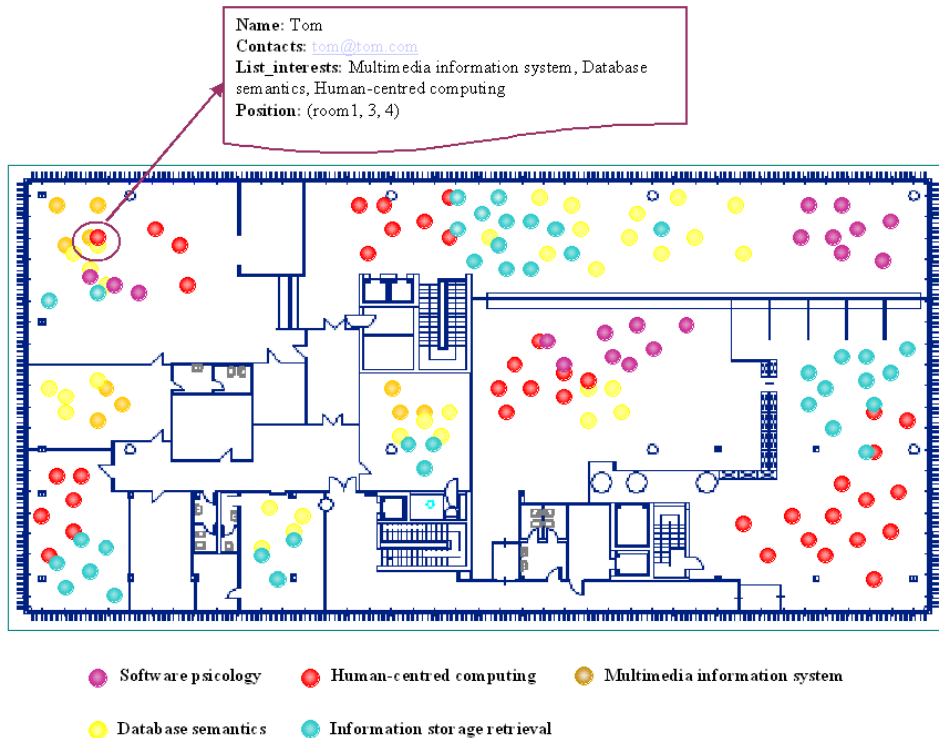 Name: Tom
Contacts: tom@tom.com
List_interests: Multimedia information system, Database
semantics, Human-centred computing
Position: (room1, 3, 4)
Software psicology
Human-centred computing
Multimedia information system
Database semantics
Information storage retrieval